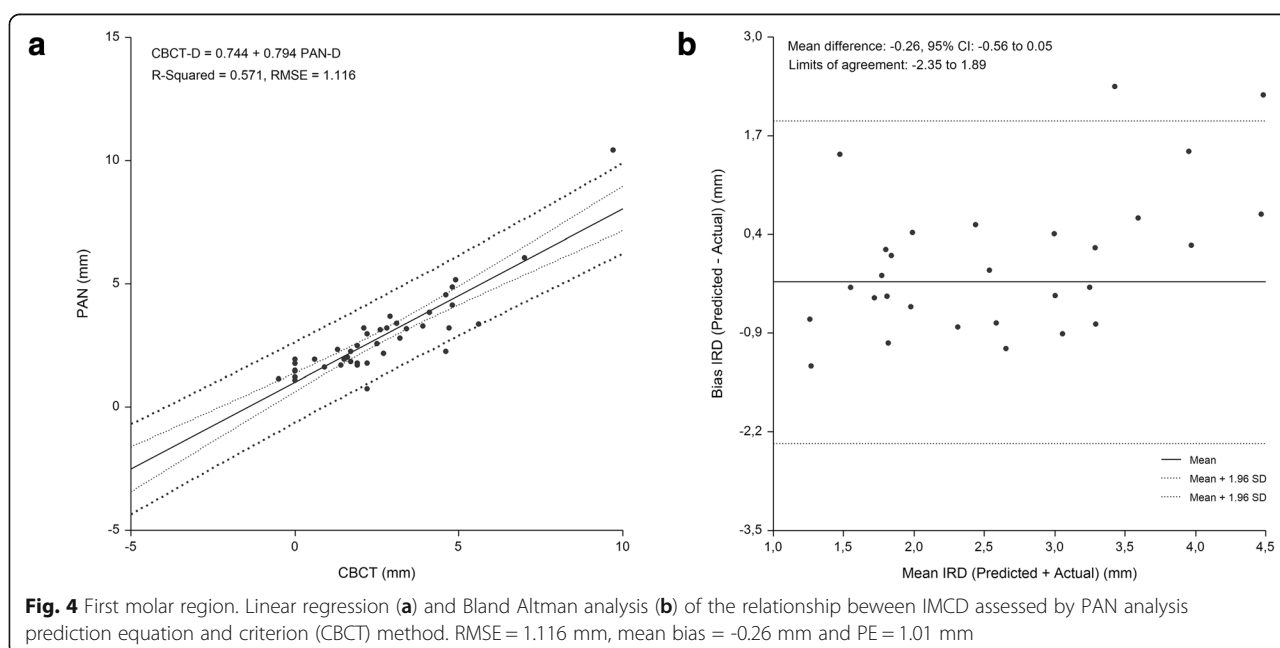 a
CBCT-D = 0.744 + 0.794 PAN-D
R-Squared = 0.571, RMSE = 1.116
15
10
5
0
-5
PAN (mm)
-5
0
5
10
CBCT (mm)
b
Mean difference: -0.26, 95% CI: -0.56 to 0.05
Limits of agreement: -2.35 to 1.89
3,0
1,7
0,4
-0,9
-2,2
-3,5
Bias IRD (Predicted - Actual) (mm)
Mean
Mean + 1.96 SD
Mean + 1.96 SD
1,0
1,5
2,0
2,5
3,0
3,5
4,0
4,5
Mean IRD (Predicted + Actual) (mm)
Fig. 4 First molar region. Linear regression (a) and Bland Altman analysis (b) of the relationship beween IMCD assessed by PAN analysis
prediction equation and criterion (CBCT) method. RMSE = 1.116 mm, mean bias = -0.26 mm and PE = 1.01 mm